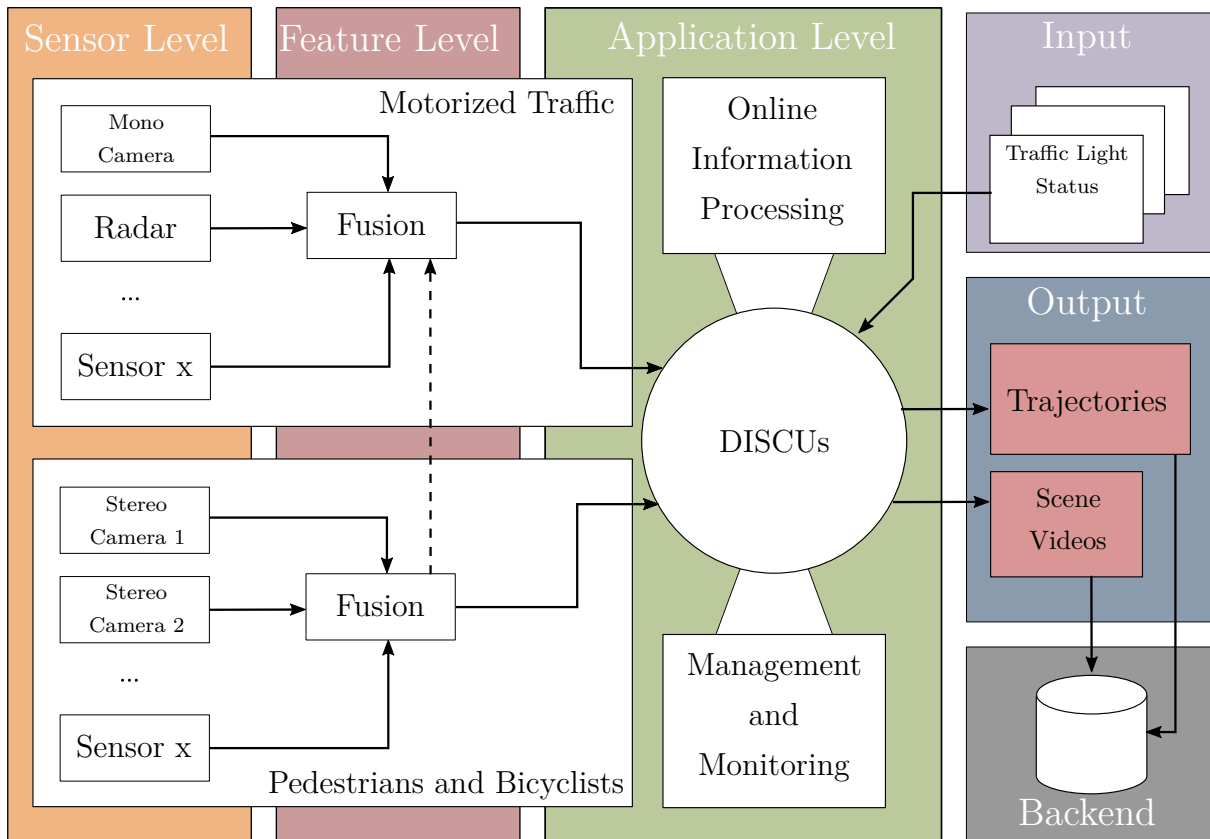 Sensor Level
Feature Level
Application Level
Input
Motorized Traffic
Mono
Camera
Radar
...
Sensor x
Fusion
Online
Information
Processing
Traffic Light
Status
Output
Trajectories
Scene
Videos
DISCUs
Stereo
Camera 1
Stereo
Camera 2
...
Sensor x
Fusion
Pedestrians and Bicyclists
Management
and
Monitoring
Backend